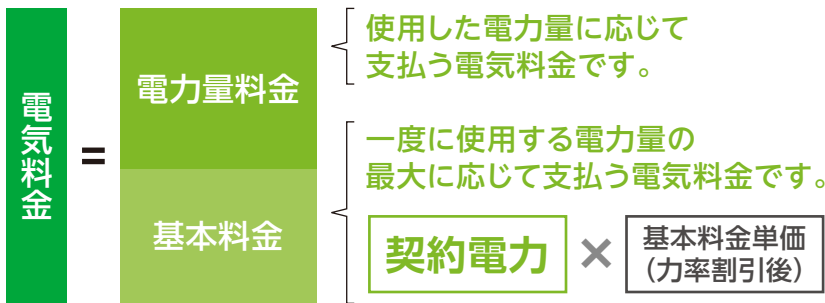 電気料金
=
電力量料金
使用した電力量に応じて
支払う電気料金です。
基本料金
一度に使用する電力量の
最大に応じて支払う電気料金です。
契約電力
×
基本料金単価
（力率割引後）